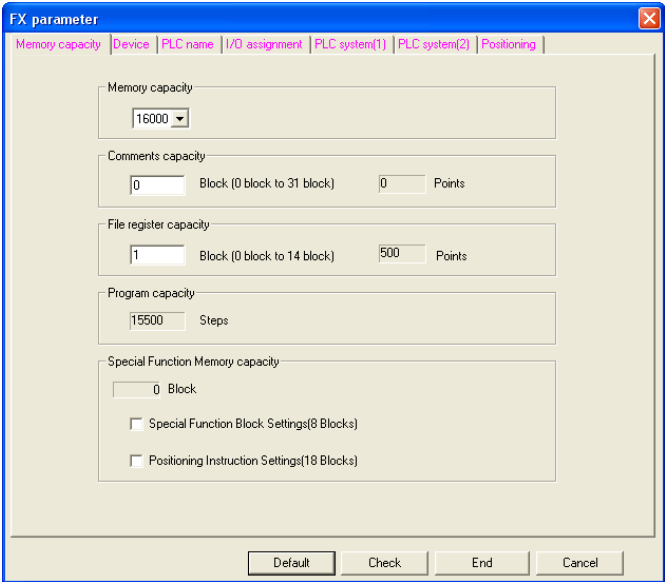 FX parameter
Memory capacity Device PLC name I/O assignment PLC system(1) PLC system(2) Positioning
Memory capacity
16000
Comments capacity
0 Block (0 block to 31 block) 0 Points
File register capacity
1 Block (0 block to 14 block) 500 Points
Program capacity
15500 Steps
Special Function Memory capacity
0 Block
Special Function Block Settings(8 Blocks)
Positioning Instruction Settings(18 Blocks)
Default Check End Cancel